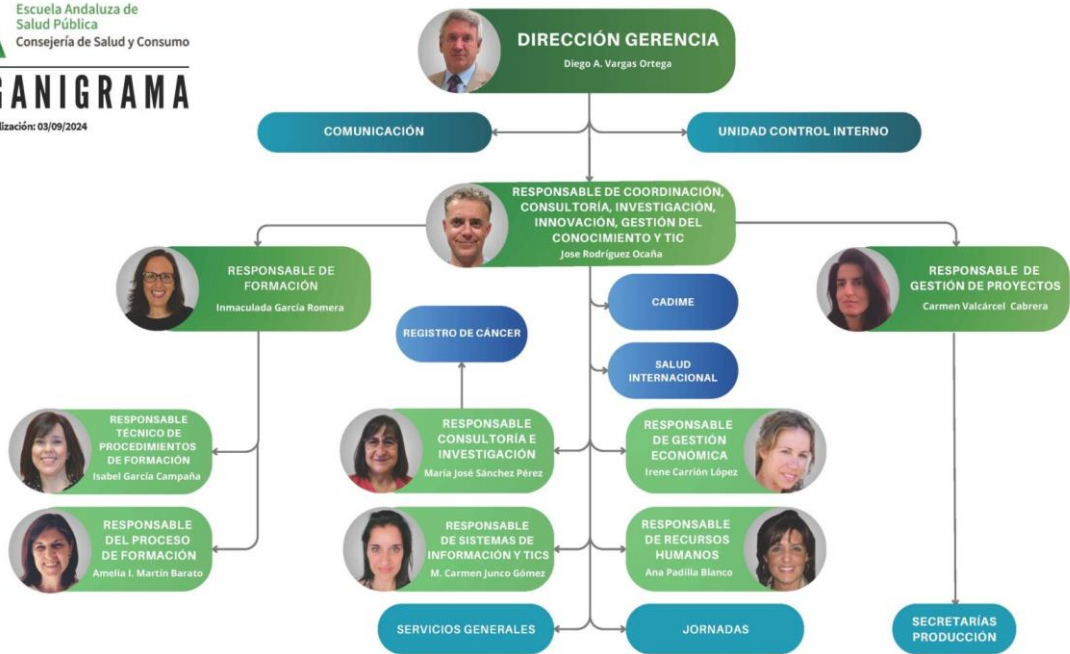 Escuela Andaluza de
Salud Pública
Consejería de Salud y Consumo
GANIGRAMA
lización: 03/09/2024
DIRECCIÓN GERENCIA
Diego A. Vargas Ortega
COMUNICACIÓN
UNIDAD CONTROL INTERNO
RESPONSABLE DE COORDINACIÓN,
CONSULTORÍA, INVESTIGACIÓN,
INNOVACIÓN, GESTIÓN DEL
CONOCIMIENTO Y TIC
Jose Rodríguez Ocaña
RESPONSABLE DE
FORMACIÓN
Inmaculada García Romera
RESPONSABLE DE
GESTIÓN DE PROYECTOS
Carmen Valcárcel Cabrera
CADIME
REGISTRO DE CÁNCER
SALUD
INTERNACIONAL
RESPONSABLE
TÉCNICO DE
PROCEDIMIENTOS
DE FORMACIÓN
Isabel García Campaña
RESPONSABLE
CONSULTORÍA E
INVESTIGACIÓN
María José Sánchez Pérez
RESPONSABLE
DE GESTIÓN
ECONÓMICA
Irene Carrión López
RESPONSABLE
DEL PROCESO
DE FORMACIÓN
Amelia I. Martín Barato
RESPONSABLE
DE SISTEMAS DE
INFORMACIÓN Y TICS
M. Carmen Junco Gómez
RESPONSABLE
DE RECURSOS
HUMANOS
Ana Padilla Blanco
SERVICIOS GENERALES
JORNADAS
SECRETARÍAS
PRODUCCIÓN